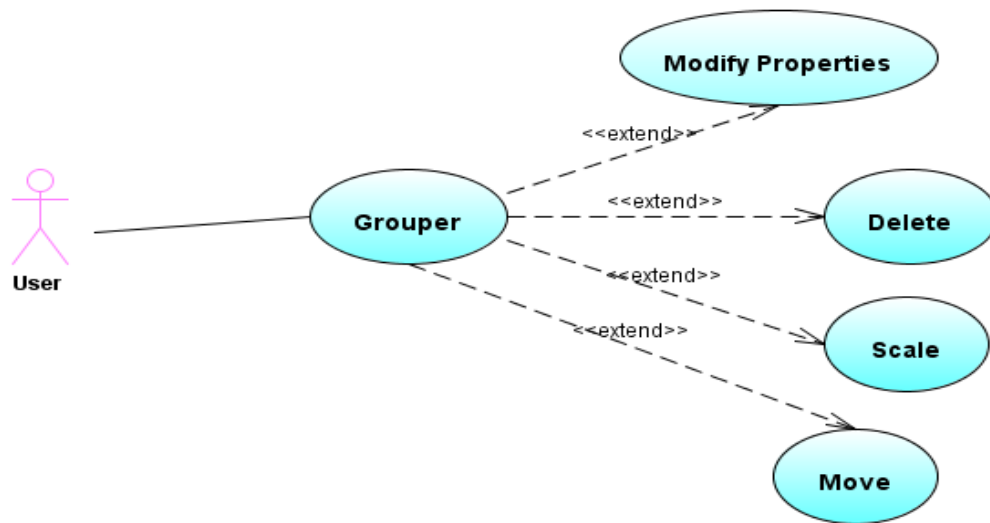 Modify Properties
<<extend>>
User
Grouper
<<extend>>
Delete
<<extend>>
Scale
<<extend>>
Move